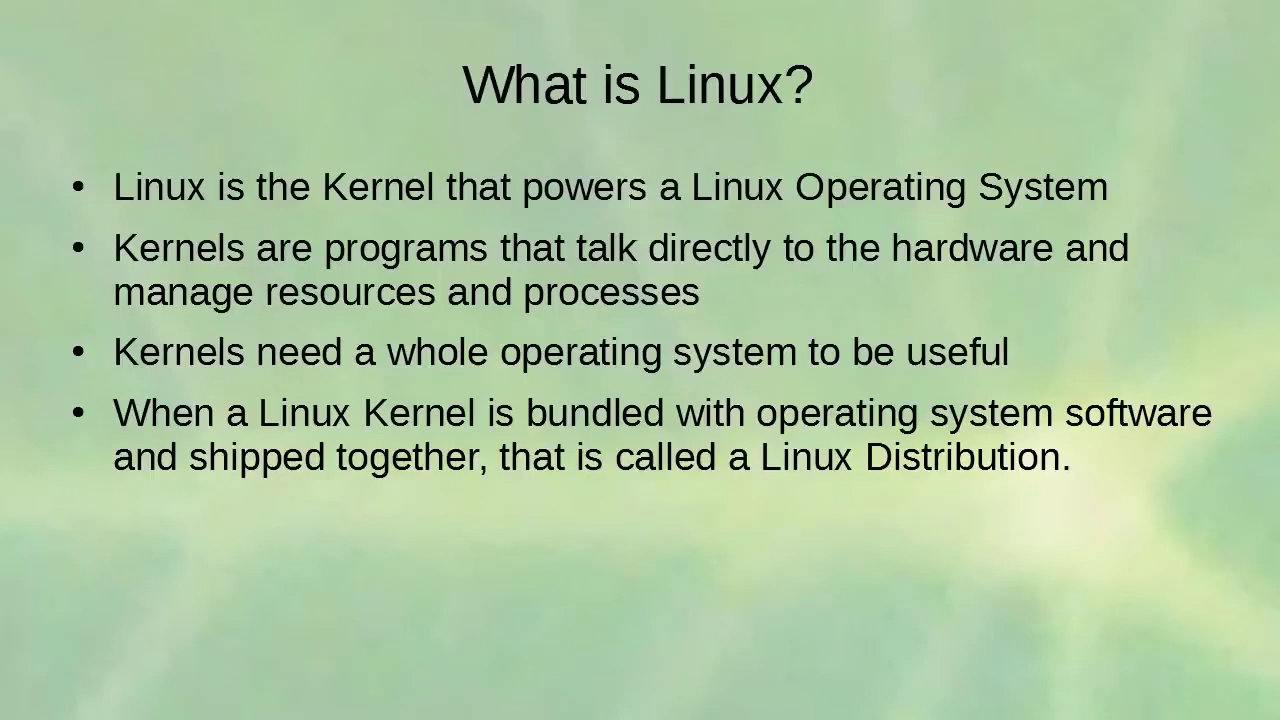 What is Linux?
• Linux is the Kernel that powers a Linux Operating System
• Kernels are programs that talk directly to the hardware and
manage resources and processes
• Kernels need a whole operating system to be useful
• When a Linux Kernel is bundled with operating system software
and shipped together, that is called a Linux Distribution.